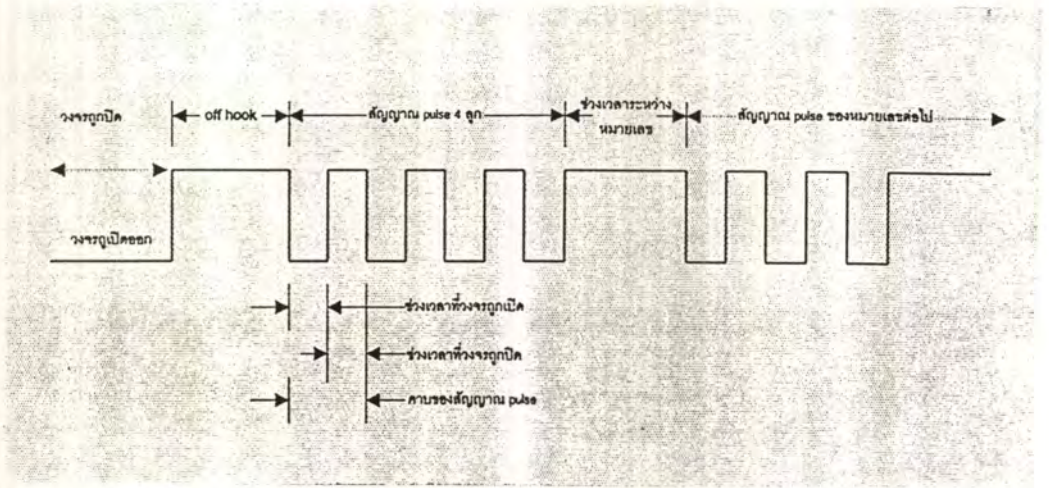 วงจรถูกปิด
off hook
สัญญาณ pulse 4 ลูก
ช่วงเวลาระหว่าง
หมายเลข
สัญญาณ pulse ของหมายเลขต่อไป
วงจรถูเปิดออก
ช่วงเวลาที่วงจรถูกเปิด
ช่วงเวลาที่วงจรถูกปิด
คาบของสัญญาณ pulse